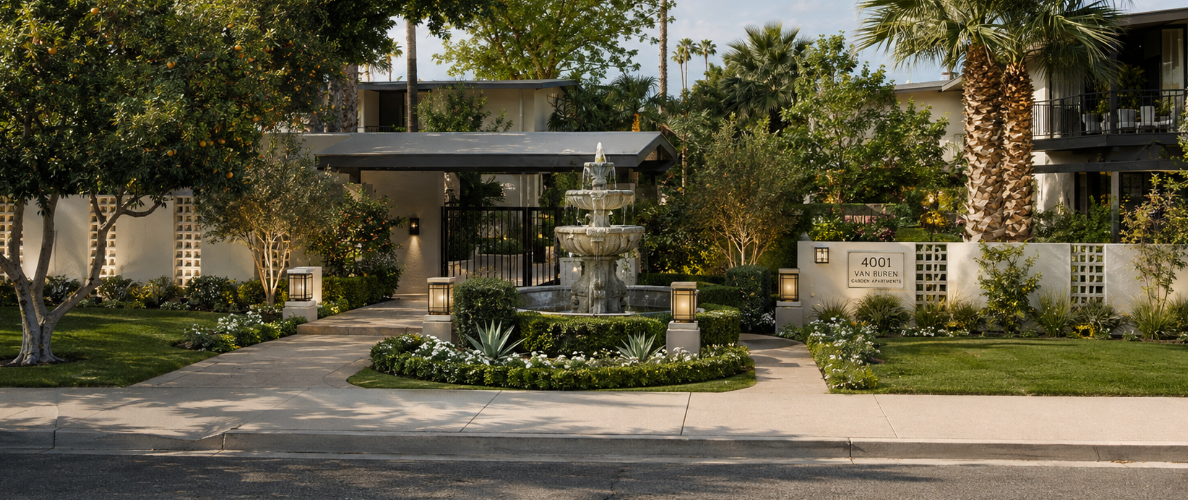 4001
VAN BUREN
GARDEN APARTMENTS